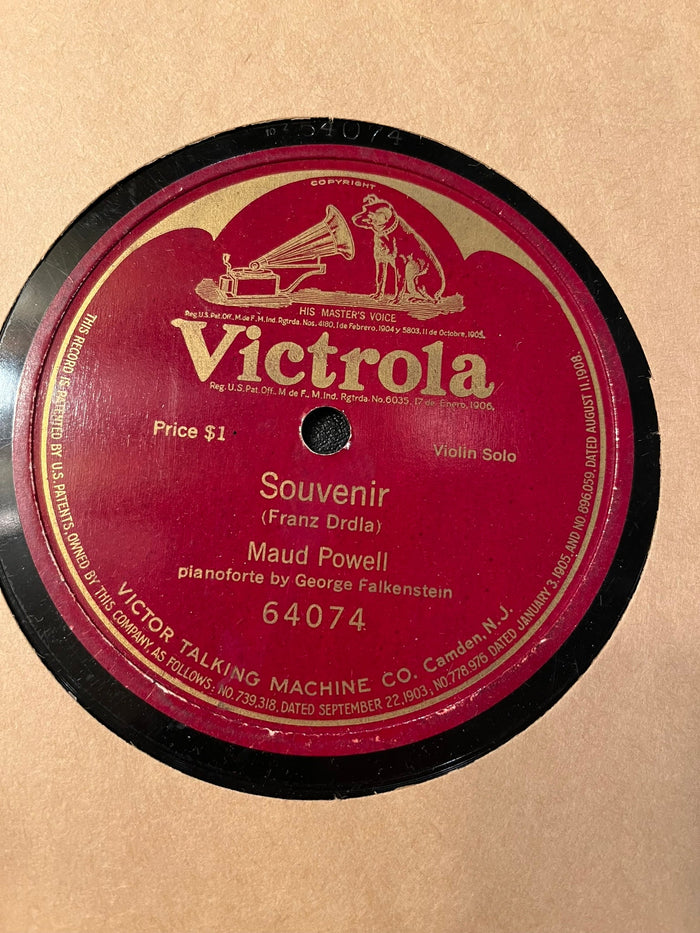 10 2 54074
COPYRIGHT
HIS MASTER'S VOICE
Reg. U.S. Pat. Off., M. de F., M. Ind. Rgtrda. Nos. 4180, 1 de Febrero, 1904 y 5803, 11 de Octubre, 1905.
Victrola
Reg. U.S. Pat. Off., M de F., M. Ind. Rgtrda. No. 6035. 17 de Enero, 1906.
Price $1
Violin Solo
Souvenir
(Franz Drdla)
Maud Powell
pianoforte by George Falkenstein
64074
VICTOR TALKING MACHINE CO. Camden, N.J.
THIS RECORD IS PATENTED BY U.S. PATENTS, OWNED BY THIS COMPANY, AS FOLLOWS: NO. 739,318, DATED SEPTEMBER 22, 1903, NO. 778,976 DATED JANUARY 3, 1905, AND NO. 896,059, DATED AUGUST 11, 1908.